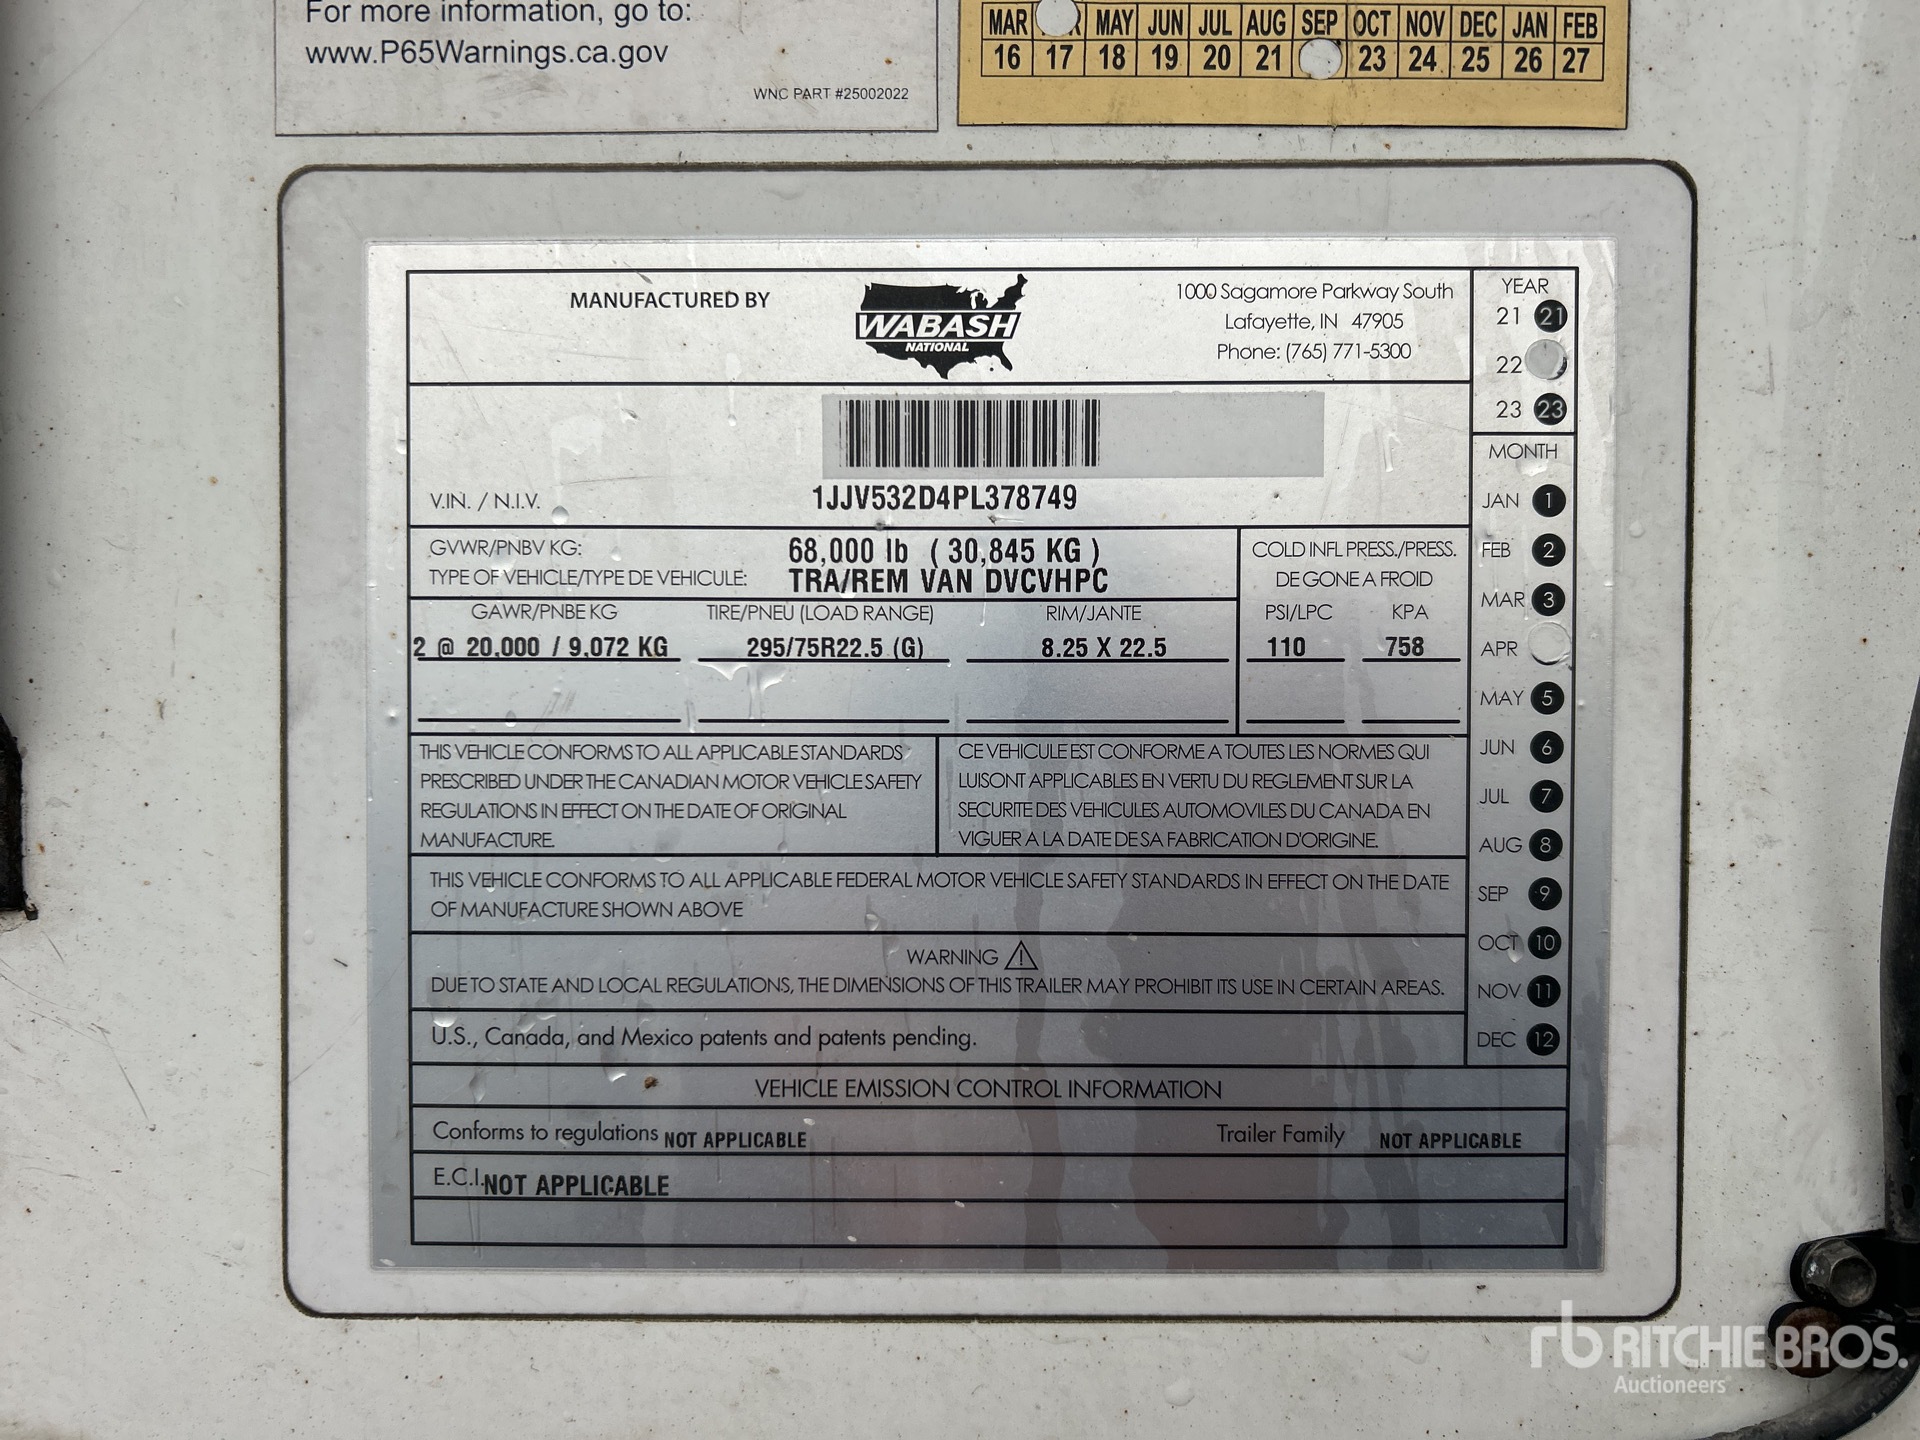 For more information, go to:
www.P65Warnings.ca.gov
WNC PART #25002022
MAR MAY JUN JUL AUG SEP OCT NOV DEC JAN FEB
16 17 18 19 20 21 23 24 25 26 27
MANUFACTURED BY
WABASH
NATIONAL
1000 Sagamore Parkway South
Lafayette, IN 47905
Phone: (765) 771-5300
YEAR
21 21
22
23 23
V.IN. / N.I.V.
1JJV532D4PL378749
GVWR/PNBV KG: 68,000 lb ( 30,845 KG )
TYPE OF VEHICLE/TYPE DE VEHICULE: TRA/REM VAN DVCVHPC
COLD INFL PRESS./PRESS.
DE GONE A FROID
GAWR/PNBE KG TIRE/PNEU (LOAD RANGE) RIM/JANTE PSI/LPC KPA
2 @ 20,000 / 9,072 KG 295/75R22.5 (G) 8.25 X 22.5 110 758
MONTH
JAN 1
FEB 2
MAR 3
APR
MAY 5
JUN 6
JUL 7
AUG 8
SEP 9
OCT 10
NOV 11
DEC 12
THIS VEHICLE CONFORMS TO ALL APPLICABLE STANDARDS
PRESCRIBED UNDER THE CANADIAN MOTOR VEHICLE SAFETY
REGULATIONS IN EFFECT ON THE DATE OF ORIGINAL
MANUFACTURE.
CE VEHICULE EST CONFORME A TOUTES LES NORMES QUI
LUISONT APPLICABLES EN VERTU DU REGLEMENT SUR LA
SECURITE DES VEHICULES AUTOMOVILES DU CANADA EN
VIGUER A LA DATE DE SA FABRICATION D'ORIGINE.
THIS VEHICLE CONFORMS TO ALL APPLICABLE FEDERAL MOTOR VEHICLE SAFETY STANDARDS IN EFFECT ON THE DATE
OF MANUFACTURE SHOWN ABOVE
WARNING
DUE TO STATE AND LOCAL REGULATIONS, THE DIMENSIONS OF THIS TRAILER MAY PROHIBIT ITS USE IN CERTAIN AREAS.
U.S., Canada, and Mexico patents and patents pending.
VEHICLE EMISSION CONTROL INFORMATION
Conforms to regulations NOT APPLICABLE Trailer Family NOT APPLICABLE
E.C.I. NOT APPLICABLE
rb RITCHIE BROS.
Auctioneers